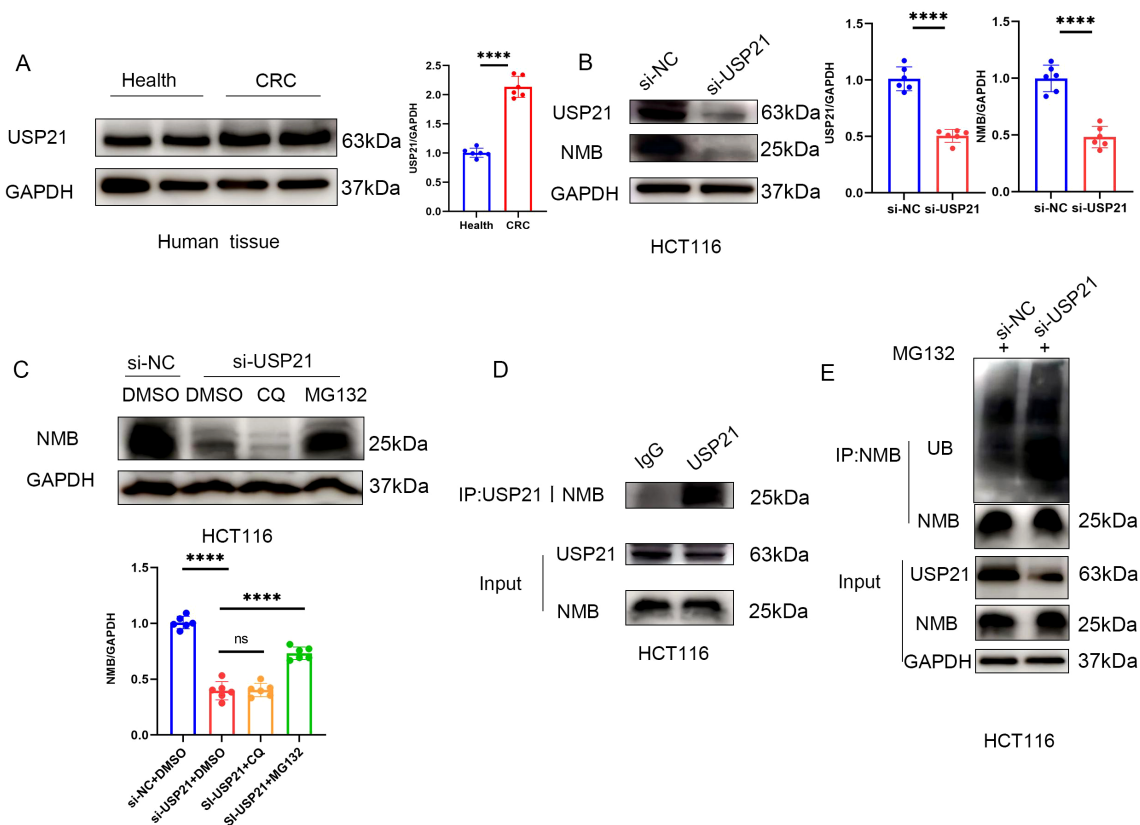 A
Health CRC
USP21 63kDa
GAPDH 37kDa
Human tissue
USP21/GAPDH
2.5
2.0
1.5
1.0
0.5
0.0
****
Health CRC
B
si-NC si-USP21
USP21 63kDa
NMB 25kDa
GAPDH 37kDa
HCT116
USP21/GAPDH
1.5
1.0
0.5
0.0
****
si-NC si-USP21
NMB/GAPDH
1.5
1.0
0.5
0.0
****
si-NC si-USP21
C
si-NC si-USP21
DMSO DMSO CQ MG132
NMB 25kDa
GAPDH 37kDa
HCT116
NMB/GAPDH
1.5
1.0
0.5
0.0
****
****
ns
si-NC+DMSO
si-USP21+DMSO
SI-USP21+CQ
SI-USP21+MG132
D
IgG USP21
IP:USP21 NMB 25kDa
Input
USP21 63kDa
NMB 25kDa
HCT116
E
si-NC si-USP21
MG132 + +
IP:NMB UB
NMB 25kDa
Input
USP21 63kDa
NMB 25kDa
GAPDH 37kDa
HCT116